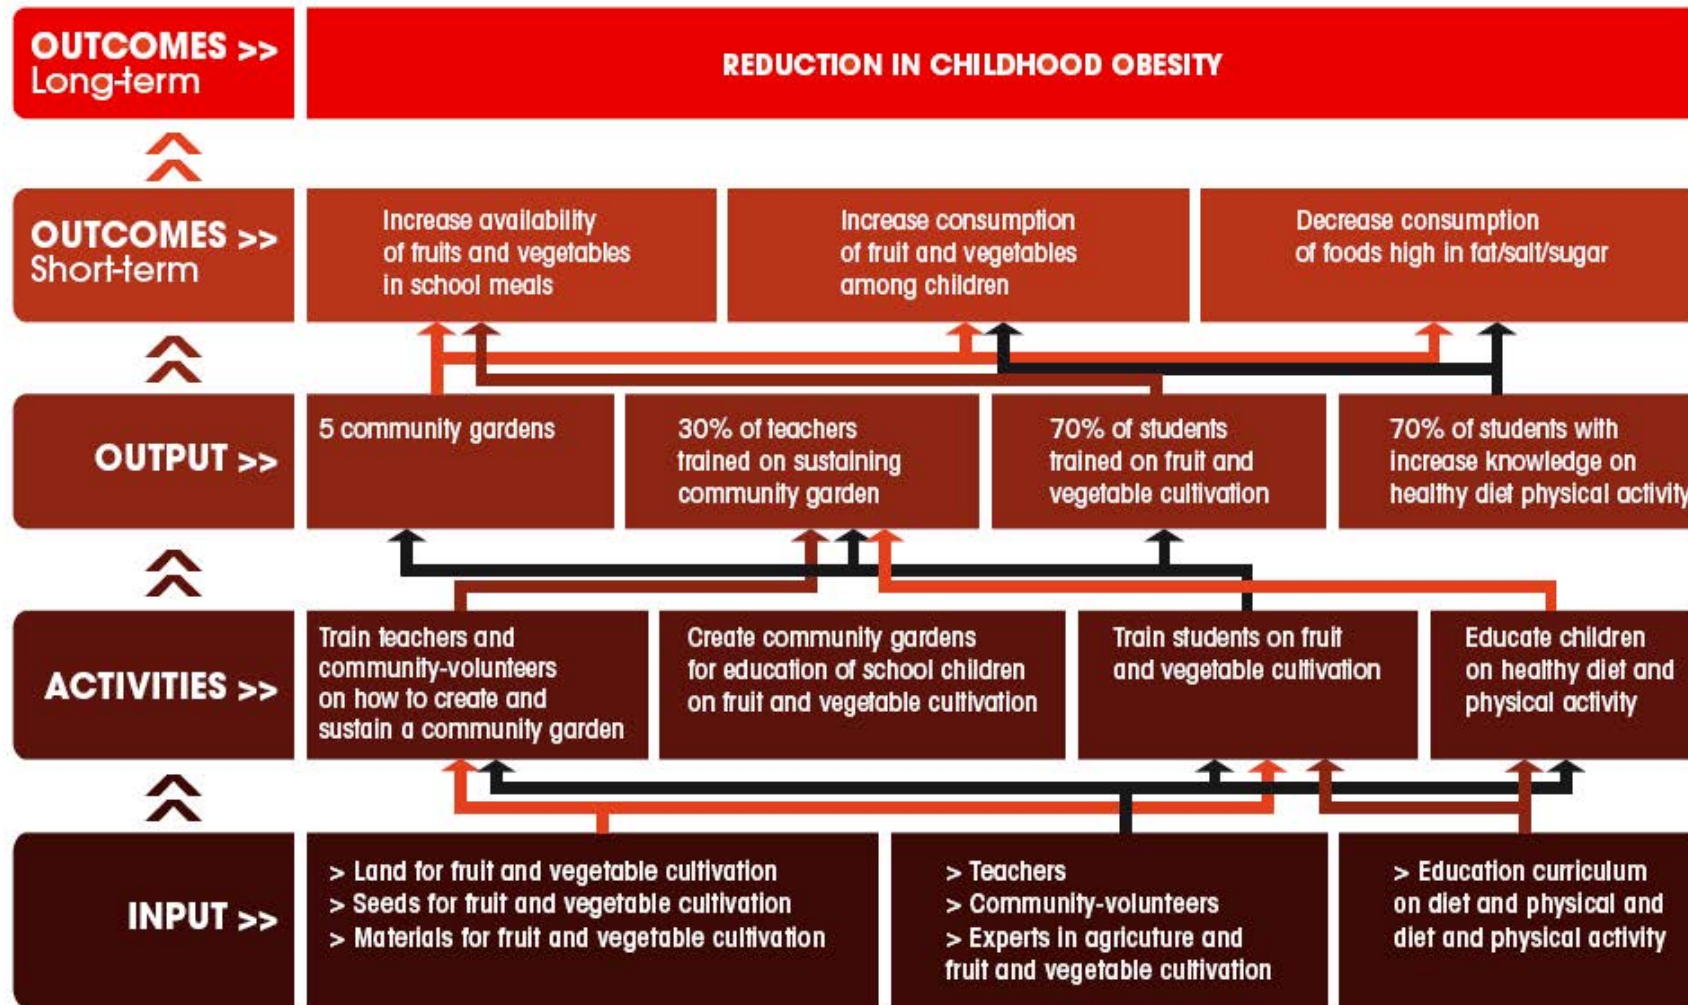 OUTCOMES >>
Long-term
REDUCTION IN CHILDHOOD OBESITY
OUTCOMES >>
Short-term
Increase availability
of fruits and vegetables
in school meals
Increase consumption
of fruit and vegetables
among children
Decrease consumption
of foods high in fat/salt/sugar
OUTPUT >>
5 community gardens
30% of teachers
trained on sustaining
community garden
70% of students
trained on fruit and
vegetable cultivation
70% of students with
increase knowledge on
healthy diet physical activity
ACTIVITIES >>
Train teachers and
community-volunteers
on how to create and
sustain a community garden
Create community gardens
for education of school children
on fruit and vegetable cultivation
Train students on fruit
and vegetable cultivation
Educate children
on healthy diet and
physical activity
INPUT >>
> Land for fruit and vegetable cultivation
> Seeds for fruit and vegetable cultivation
> Materials for fruit and vegetable cultivation
> Teachers
> Community-volunteers
> Experts in agricuture and
fruit and vegetable cultivation
> Education curriculum
on diet and physical and
diet and physical activity